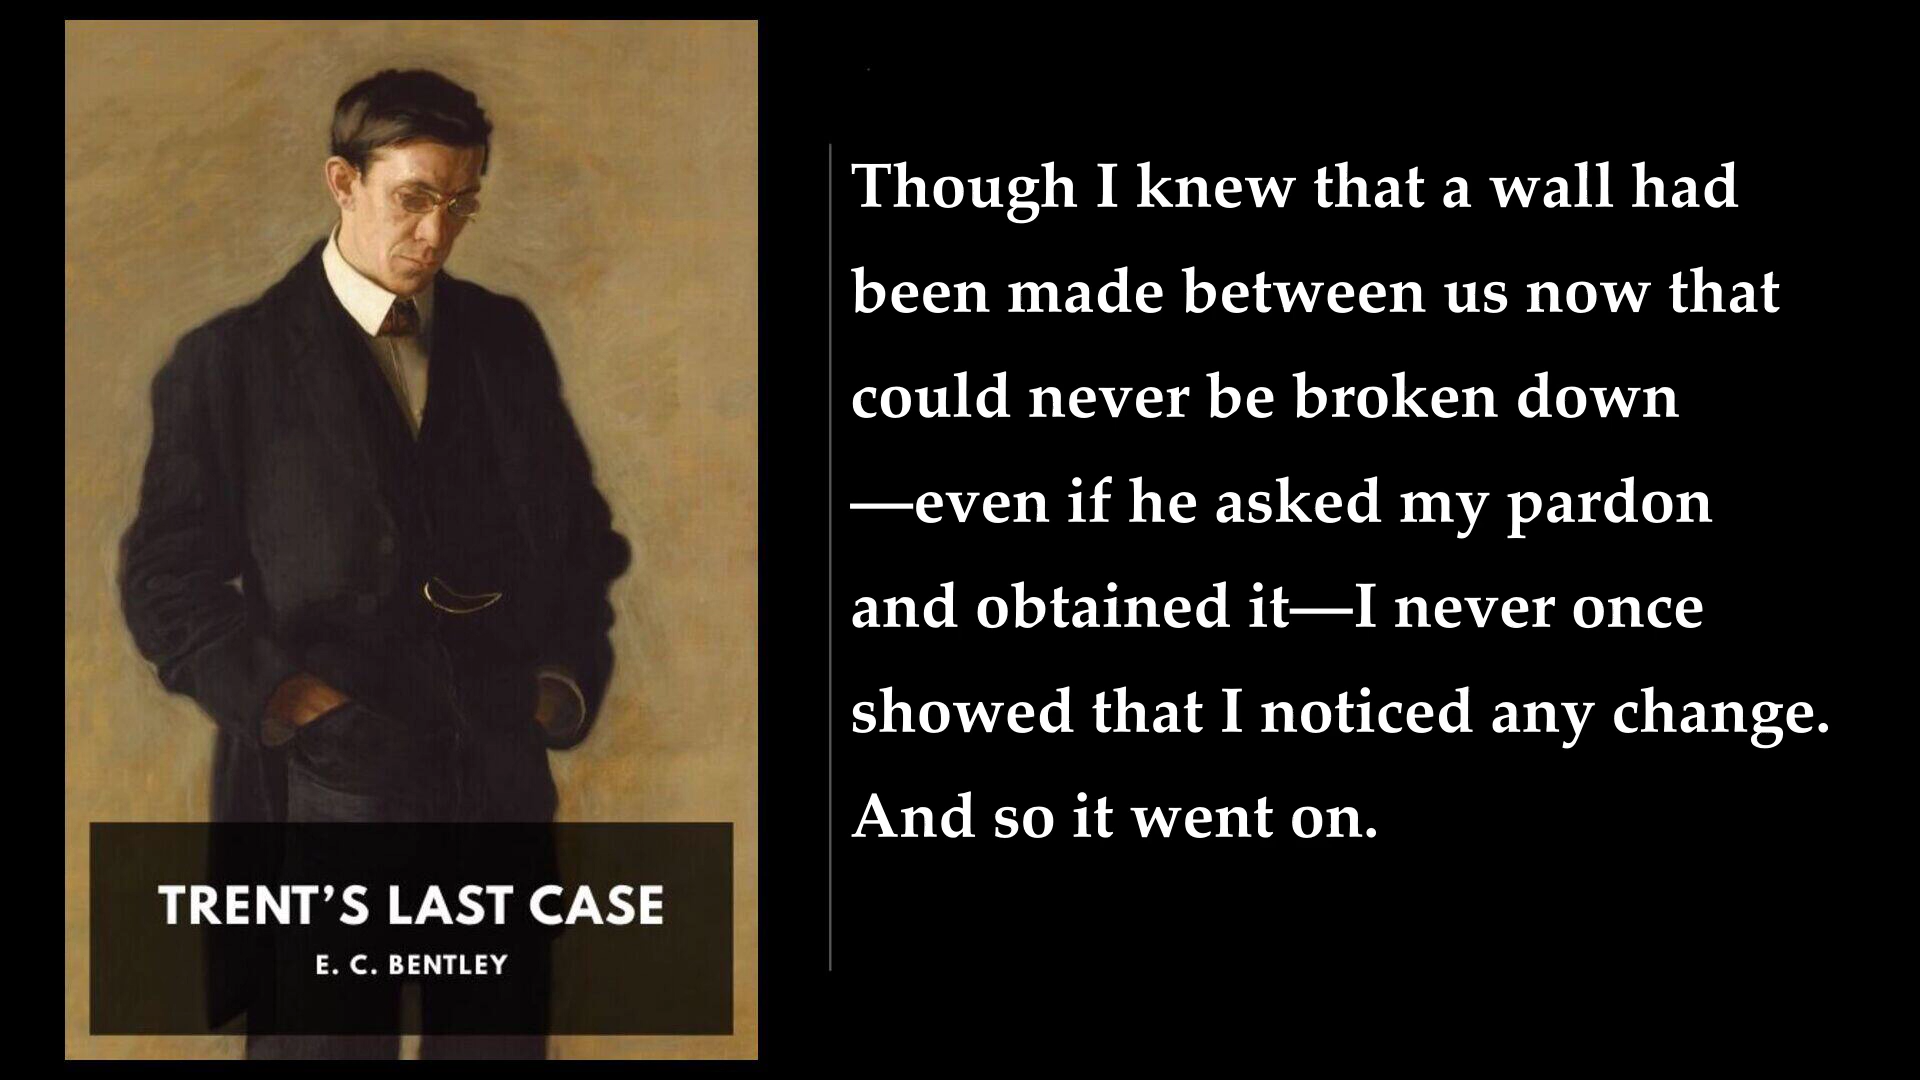 TRENT’S LAST CASE
E. C. BENTLEY
Though I knew that a wall had
been made between us now that
could never be broken down
—even if he asked my pardon
and obtained it—I never once
showed that I noticed any change.
And so it went on.